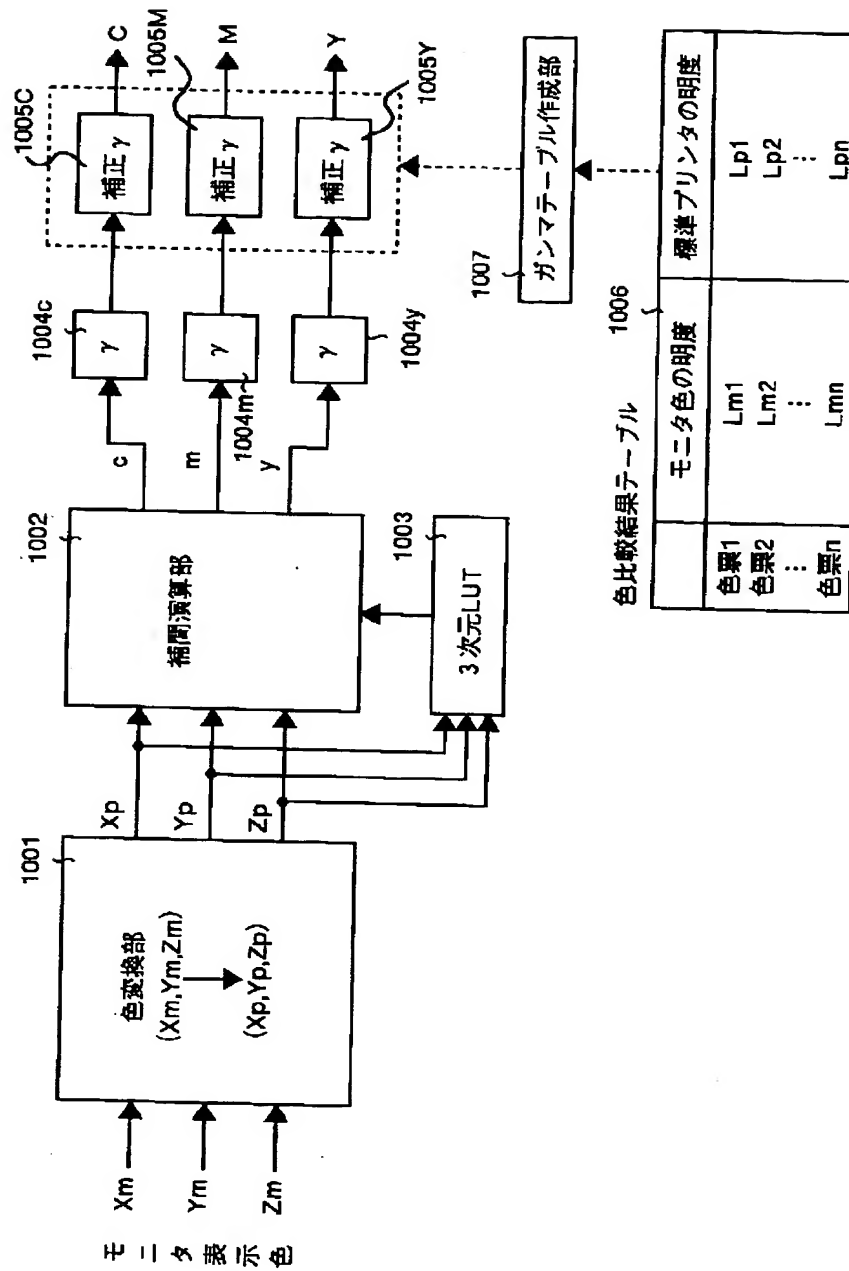 モニタ表示色
Xm
Ym
Zm
1001
色変換部
(Xm,Ym,Zm)
(Xp,Yp,Zp)
Xp
Yp
Zp
1002
補間演算部
1003
3次元LUT
c
m
y
1004c
γ
1004m
γ
1004y
γ
1005C
補正γ
1005M
補正γ
1005Y
補正γ
C
M
Y
1007
ガンマテーブル作成部
色比較結果テーブル
1006
モニタ色の明度 標準プリンタの明度
色票1 Lm1 Lp1
色票2 Lm2 Lp2
⋮ ⋮ ⋮
色票n Lmn Lpn